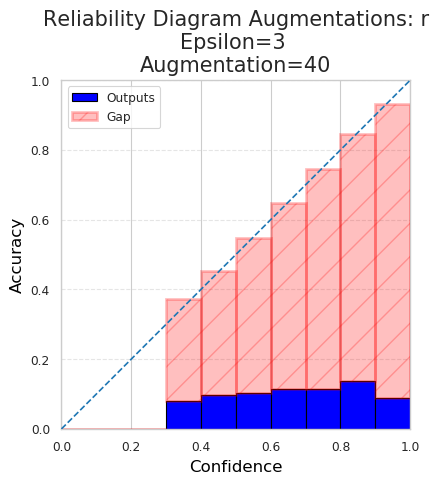 Reliability Diagram Augmentations: r
Epsilon=3
Augmentation=40
Outputs
Gap
Accuracy
1.0
0.8
0.6
0.4
0.2
0.0
0.0 0.2 0.4 0.6 0.8 1.0
Confidence